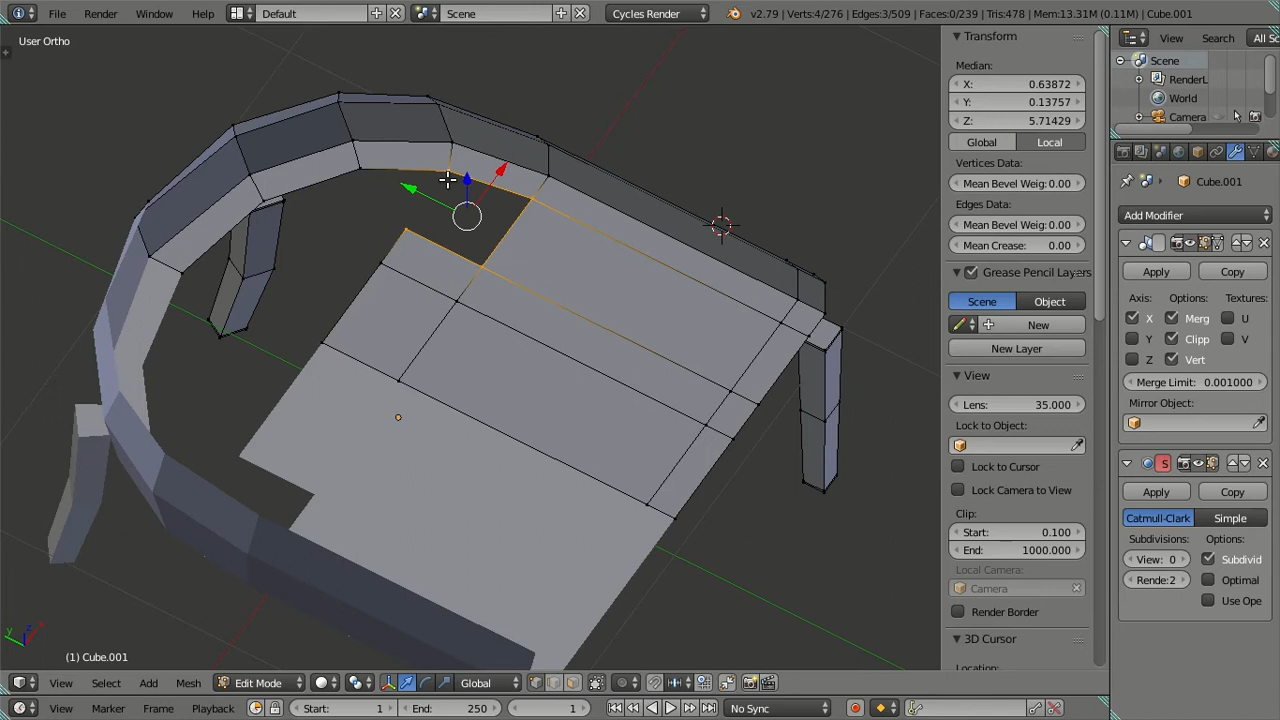 File Render Window Help Default Scene Cycles Render v2.79 | Verts:4/276 | Edges:3/509 | Faces:0/239 | Tris:478 | Mem:13.31M (0.11M) | Cube.001
User Ortho
Transform
Median:
X: 0.63872
Y: 0.13757
Z: 5.71429
Global Local
Vertices Data:
Mean Bevel Weig: 0.00
Edges Data:
Mean Bevel Weig: 0.00
Mean Crease: 0.00
Grease Pencil Layers
Scene Object
New
New Layer
View
Lens: 35.000
Lock to Object:
Lock to Cursor
Lock Camera to View
Clip:
Start: 0.100
End: 1000.000
Local Camera:
Camera
Render Border
3D Cursor
Location:
View Search All Sc
Scene
RenderL
World
Camera
Cube.001
Add Modifier
Apply Copy
Axis: Options: Textures:
X Merg U
Y Clipp V
Z Vert
Merge Limit: 0.001000
Mirror Object:
S
Apply Copy
Catmull-Clark Simple
Subdivisions: Options:
View: 0 Subdivid
Rende: 2 Optimal
Use Ope
y z x
(1) Cube.001
View Select Add Mesh Edit Mode Global
View Marker Frame Playback Start: 1 End: 250 1 No Sync